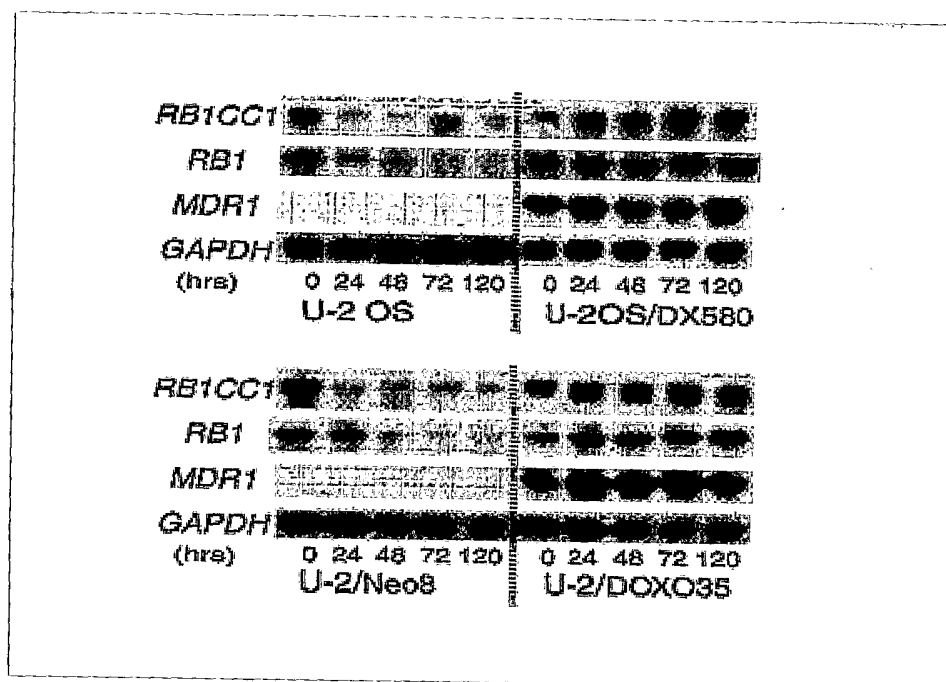 RB1CC1
RB1
MDR1
GAPDH
(hrs) 0 24 48 72 120 0 24 48 72 120
U-2 OS U-2OS/DX580
RB1CC1
RB1
MDR1
GAPDH
(hrs) 0 24 48 72 120 0 24 48 72 120
U-2/Neo8 U-2/DOXO35